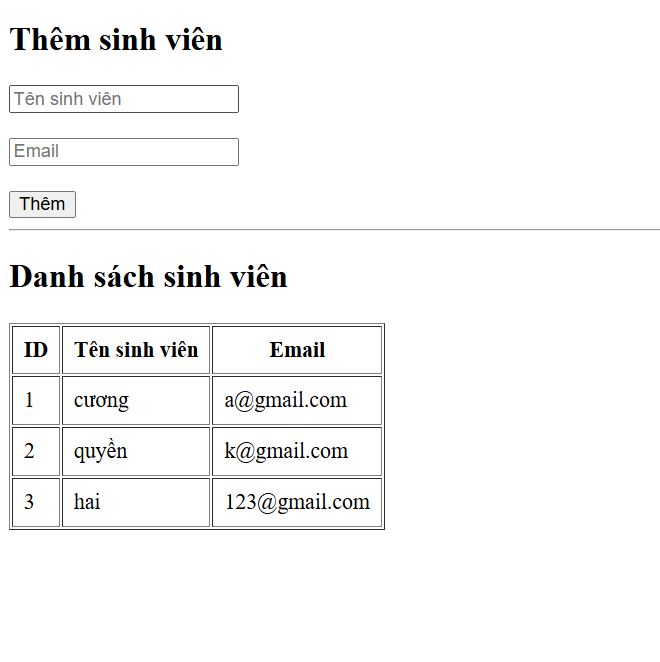 Thêm sinh viên
Tên sinh viên
Email
Thêm
Danh sách sinh viên
ID Tên sinh viên Email
1 cương a@gmail.com
2 quyền k@gmail.com
3 hai 123@gmail.com